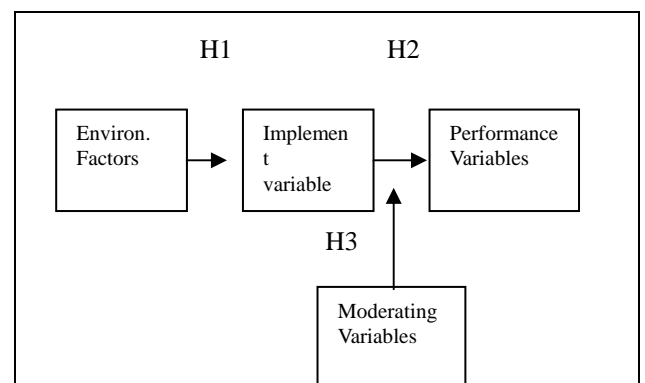 H1
H2
Environ.
Factors
Implemen
t
variable
Performance
Variables
H3
Moderating
Variables